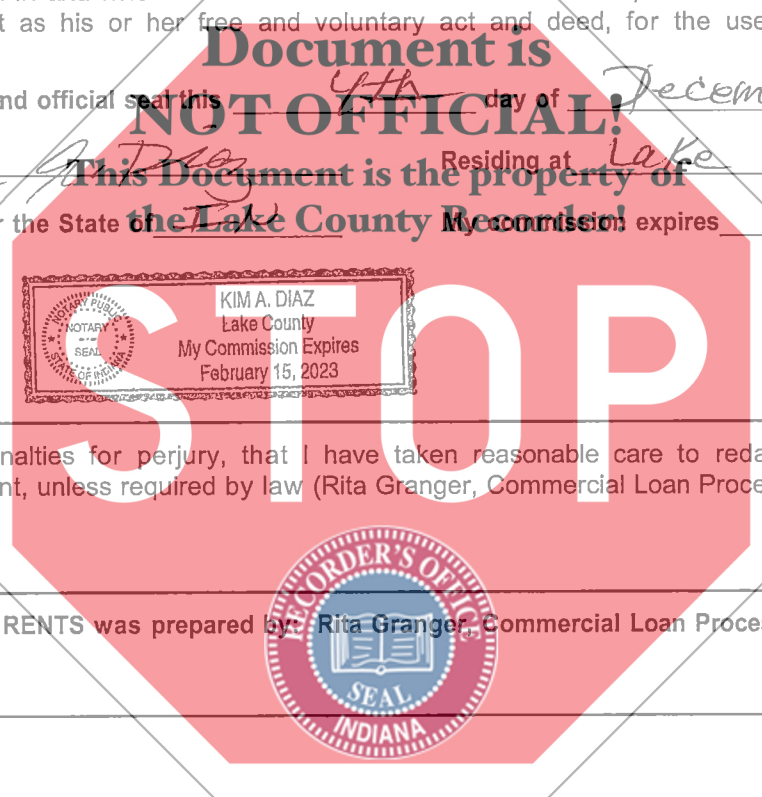 t as his or her free and voluntary act and deed, for the use
Document is
nd official seal this 4th day of Decem
NOT OFFICIAL!
Residing at Lake
This Document is the property of
the State of IN My commission expires
the Lake County Recorder!
KIM A. DIAZ
Lake County
My Commission Expires
February 15, 2023
NOTARY PUBLIC
NOTARY
SEAL
STATE OF INDIANA
STOP
nalties for perjury, that I have taken reasonable care to reda
nt, unless required by law (Rita Granger, Commercial Loan Proce
RECORDER'S OFFICE
RENTS was prepared by: Rita Granger, Commercial Loan Proces
SEAL
INDIANA